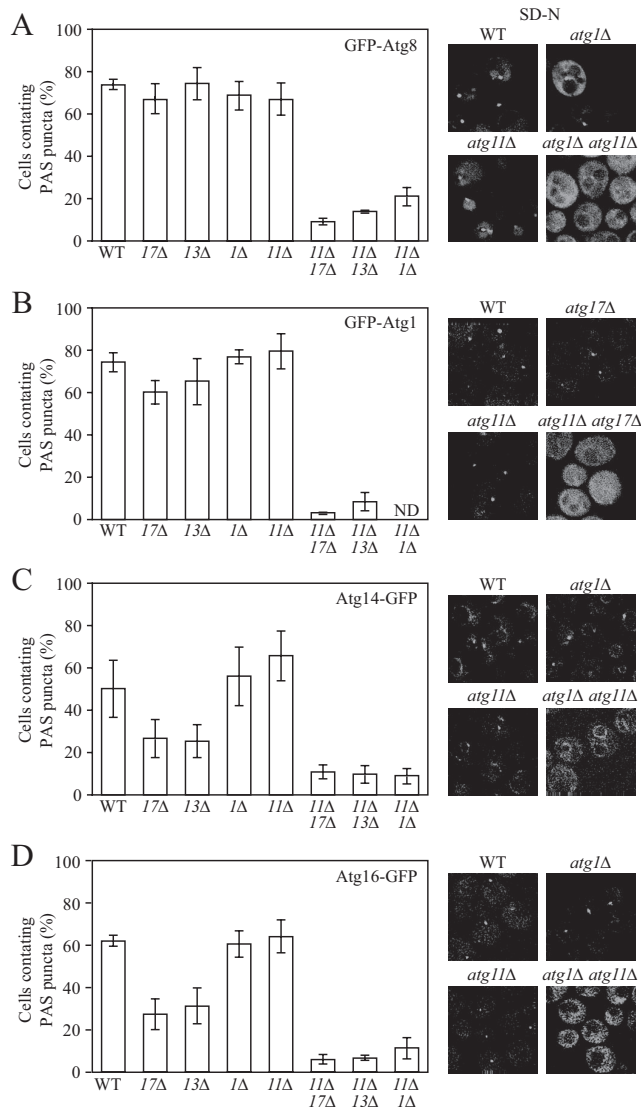 A
Cells contating
PAS puncta (%)
100
80
60
40
20
0
GFP-Atg8
WT 17Δ 13Δ 1Δ 11Δ 11Δ 11Δ 11Δ
17Δ 13Δ 1Δ
SD-N
WT atg1Δ
atg11Δ atg1Δ atg11Δ
B
Cells contating
PAS puncta (%)
100
80
60
40
20
0
GFP-Atg1
ND
WT 17Δ 13Δ 1Δ 11Δ 11Δ 11Δ 11Δ
17Δ 13Δ 1Δ
WT atg17Δ
atg11Δ atg11Δ atg17Δ
C
Cells contating
PAS puncta (%)
100
80
60
40
20
0
Atg14-GFP
WT 17Δ 13Δ 1Δ 11Δ 11Δ 11Δ 11Δ
17Δ 13Δ 1Δ
WT atg1Δ
atg11Δ atg1Δ atg11Δ
D
Cells contating
PAS puncta (%)
100
80
60
40
20
0
Atg16-GFP
WT 17Δ 13Δ 1Δ 11Δ 11Δ 11Δ 11Δ
17Δ 13Δ 1Δ
WT atg1Δ
atg11Δ atg1Δ atg11Δ